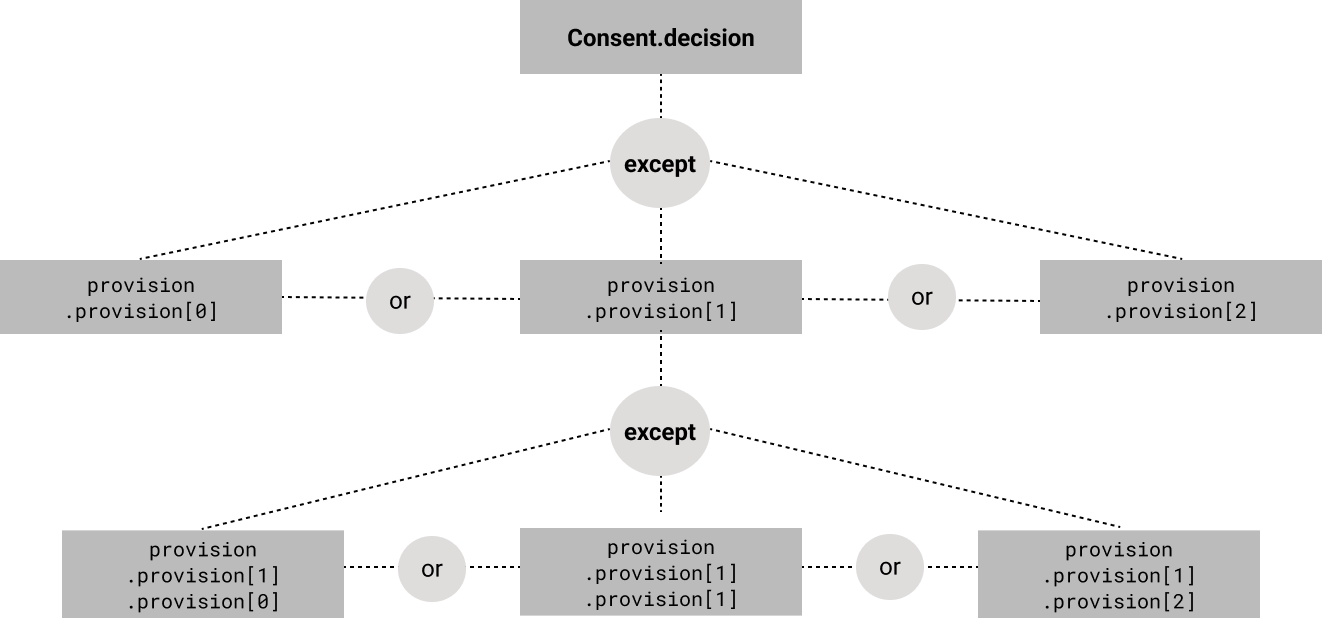 Consent.decision
except
provision
.provision[0]
or
provision
.provision[1]
or
provision
.provision[2]
except
provision
.provision[1]
.provision[0]
or
provision
.provision[1]
.provision[1]
or
provision
.provision[1]
.provision[2]